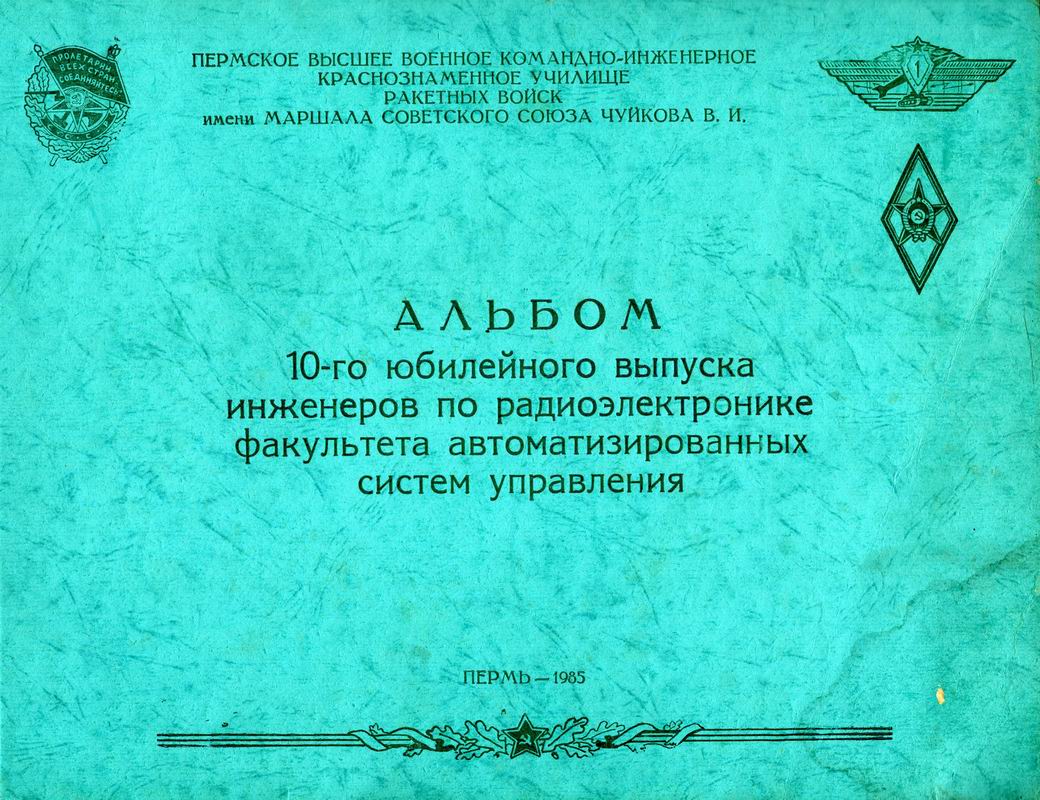 ПРОЛЕТАРИИ
ВСЕХ СТРАН
СОЕДИНЯЙТЕСЬ
ПЕРМСКОЕ ВЫСШЕЕ ВОЕННОЕ КОМАНДНО-ИНЖЕНЕРНОЕ
КРАСНОЗНАМЕННОЕ УЧИЛИЩЕ
РАКЕТНЫХ ВОЙСК
имени МАРШАЛА СОВЕТСКОГО СОЮЗА ЧУЙКОВА В. И.
1
АЛЬБОМ
10-го юбилейного выпуска
инженеров по радиоэлектронике
факультета автоматизированных
систем управления
ПЕРМЬ — 1985